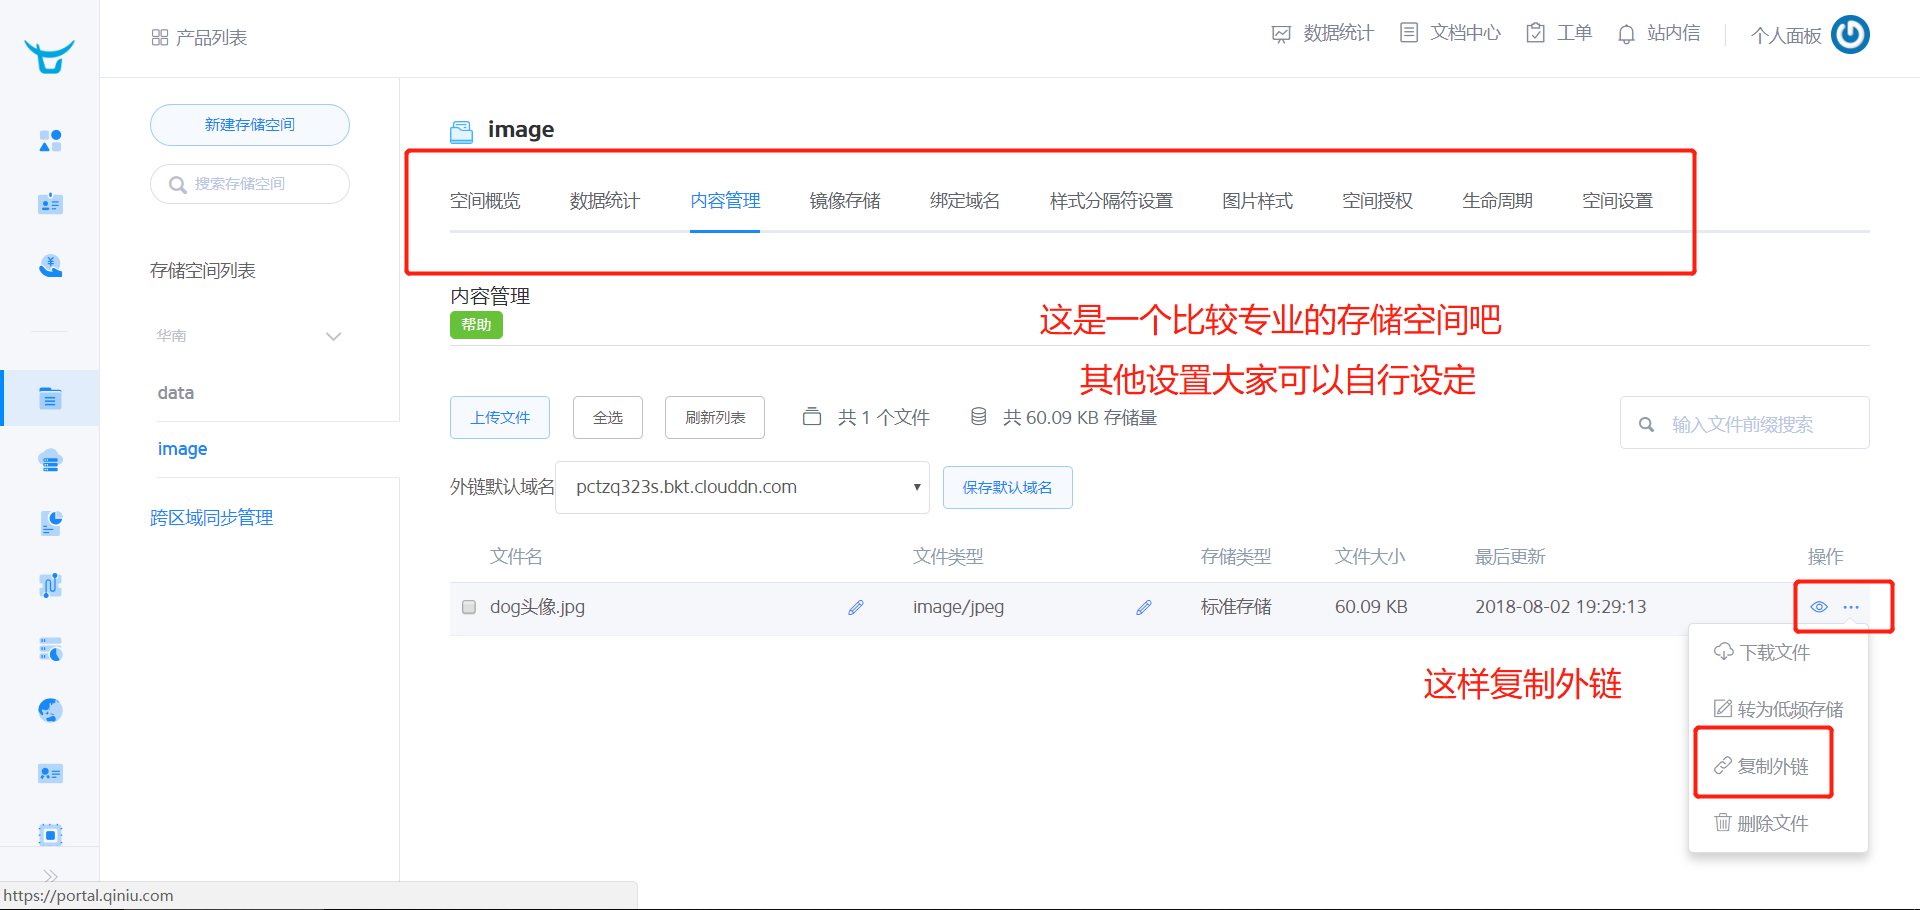 产品列表
数据统计
文档中心
工单
站内信
个人面板
新建存储空间
搜索存储空间
存储空间列表
华南
data
image
跨区域同步管理
image
空间概览 数据统计 内容管理 镜像存储 绑定域名 样式分隔符设置 图片样式 空间授权 生命周期 空间设置
内容管理
帮助
这是一个比较专业的存储空间吧
其他设置大家可以自行设定
上传文件 全选 刷新列表 共 1 个文件 共 60.09 KB 存储量
输入文件前缀搜索
外链默认域名 pctzq323s.bkt.clouddn.com 保存默认域名
文件名 文件类型 存储类型 文件大小 最后更新 操作
dog头像.jpg image/jpeg 标准存储 60.09 KB 2018-08-02 19:29:13
下载文件
这样复制外链
转为低频存储
复制外链
删除文件
https://portal.qiniu.com